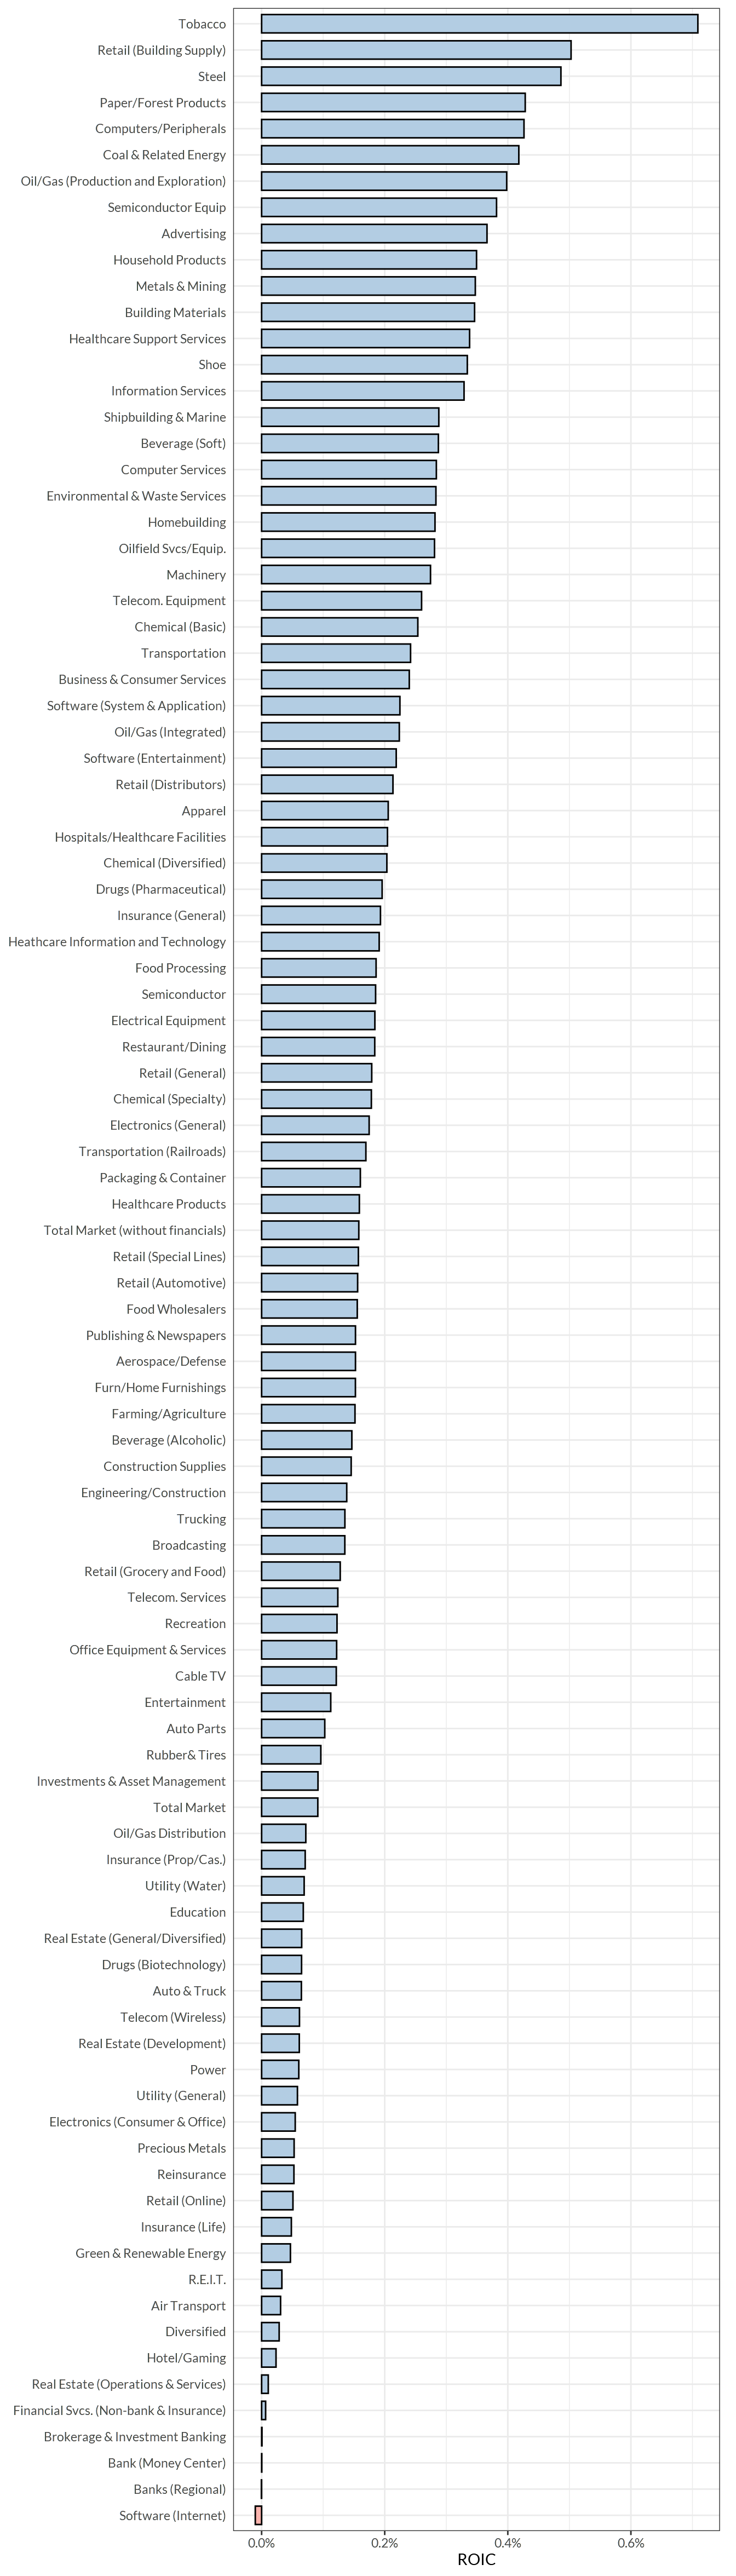 Tobacco
Retail (Building Supply)
Steel
Paper/Forest Products
Computers/Peripherals
Coal & Related Energy
Oil/Gas (Production and Exploration)
Semiconductor Equip
Advertising
Household Products
Metals & Mining
Building Materials
Healthcare Support Services
Shoe
Information Services
Shipbuilding & Marine
Beverage (Soft)
Computer Services
Environmental & Waste Services
Homebuilding
Oilfield Svcs/Equip.
Machinery
Telecom. Equipment
Chemical (Basic)
Transportation
Business & Consumer Services
Software (System & Application)
Oil/Gas (Integrated)
Software (Entertainment)
Retail (Distributors)
Apparel
Hospitals/Healthcare Facilities
Chemical (Diversified)
Drugs (Pharmaceutical)
Insurance (General)
Heathcare Information and Technology
Food Processing
Semiconductor
Electrical Equipment
Restaurant/Dining
Retail (General)
Chemical (Specialty)
Electronics (General)
Transportation (Railroads)
Packaging & Container
Healthcare Products
Total Market (without financials)
Retail (Special Lines)
Retail (Automotive)
Food Wholesalers
Publishing & Newspapers
Aerospace/Defense
Furn/Home Furnishings
Farming/Agriculture
Beverage (Alcoholic)
Construction Supplies
Engineering/Construction
Trucking
Broadcasting
Retail (Grocery and Food)
Telecom. Services
Recreation
Office Equipment & Services
Cable TV
Entertainment
Auto Parts
Rubber& Tires
Investments & Asset Management
Total Market
Oil/Gas Distribution
Insurance (Prop/Cas.)
Utility (Water)
Education
Real Estate (General/Diversified)
Drugs (Biotechnology)
Auto & Truck
Telecom (Wireless)
Real Estate (Development)
Power
Utility (General)
Electronics (Consumer & Office)
Precious Metals
Reinsurance
Retail (Online)
Insurance (Life)
Green & Renewable Energy
R.E.I.T.
Air Transport
Diversified
Hotel/Gaming
Real Estate (Operations & Services)
Financial Svcs. (Non-bank & Insurance)
Brokerage & Investment Banking
Bank (Money Center)
Banks (Regional)
Software (Internet)
0.0% 0.2% 0.4% 0.6%
ROIC